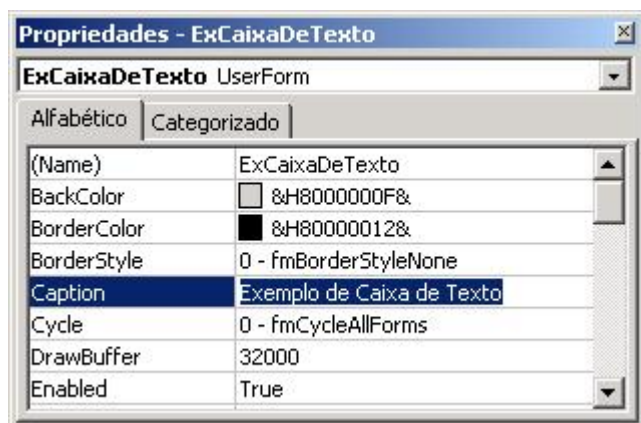 Propriedades - ExCaixaDeTexto
ExCaixaDeTexto UserForm
Alfabético Categorizado
(Name) ExCaixaDeTexto
BackColor &H8000000F&
BorderColor &H80000012&
BorderStyle 0 - fmBorderStyleNone
Caption Exemplo de Caixa de Texto
Cycle 0 - fmCycleAllForms
DrawBuffer 32000
Enabled True